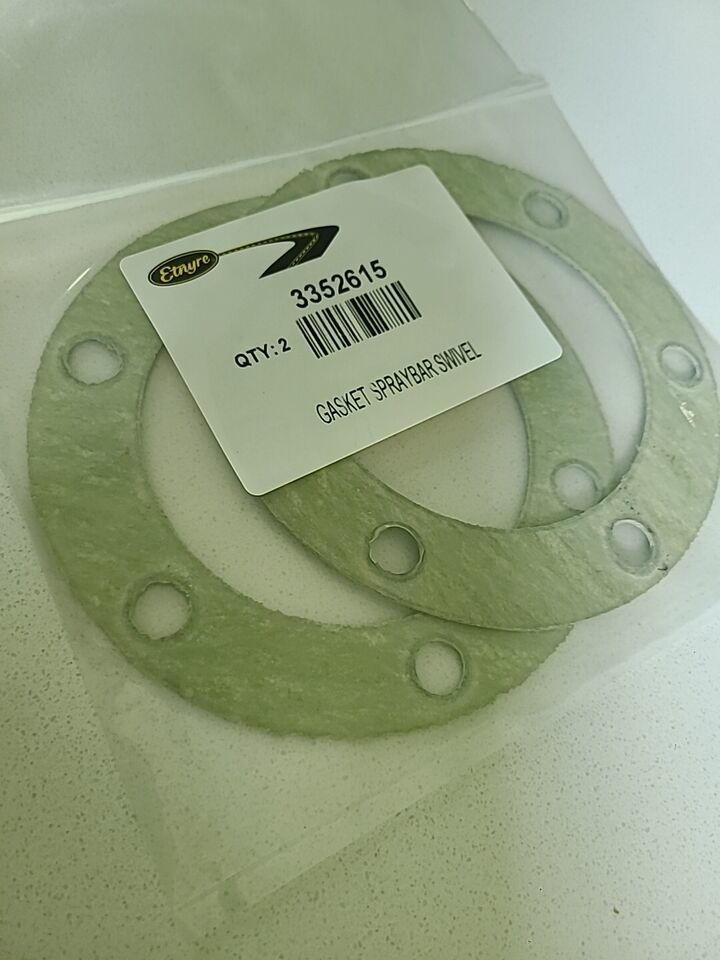 Etnyre
3352615
QTY: 2
GASKET SPRAYBAR SWIVEL